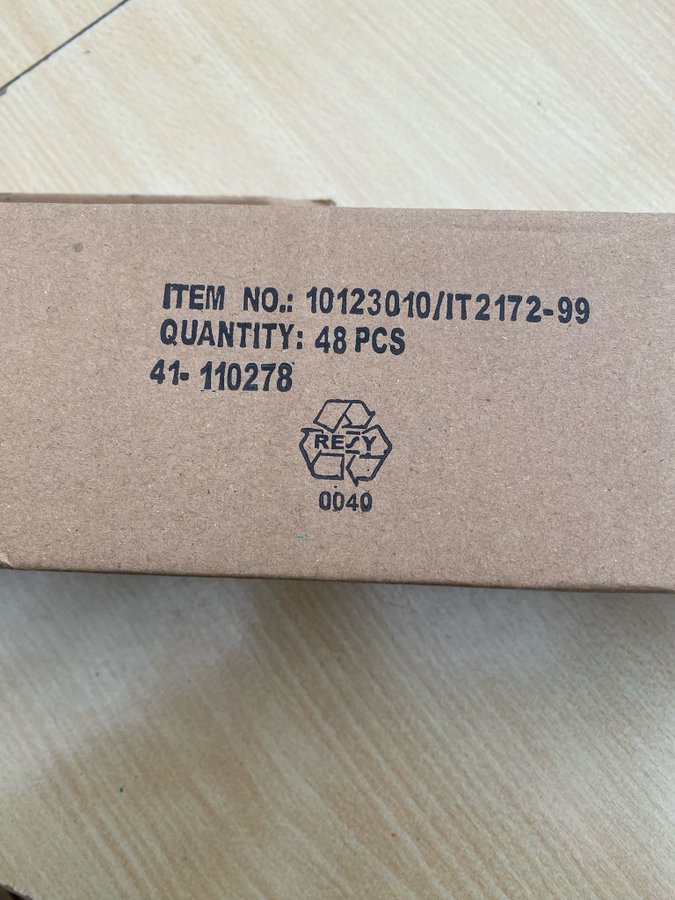 ITEM NO.: 10123010/IT2172-99
QUANTITY: 48 PCS
41-110278
RESY
0040